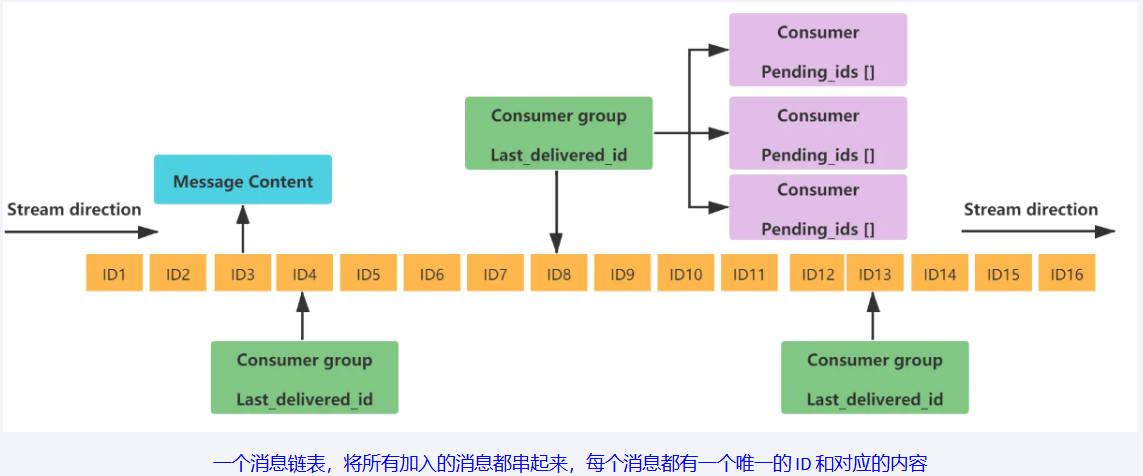 Consumer
Pending_ids []
Consumer group
Last_delivered_id
Consumer
Pending_ids []
Message Content
Consumer
Pending_ids []
Stream direction
Stream direction
ID1 ID2 ID3 ID4 ID5 ID6 ID7 ID8 ID9 ID10 ID11 ID12 ID13 ID14 ID15 ID16
Consumer group
Last_delivered_id
Consumer group
Last_delivered_id
一个消息链表，将所有加入的消息都串起来，每个消息都有一个唯一的 ID 和对应的内容